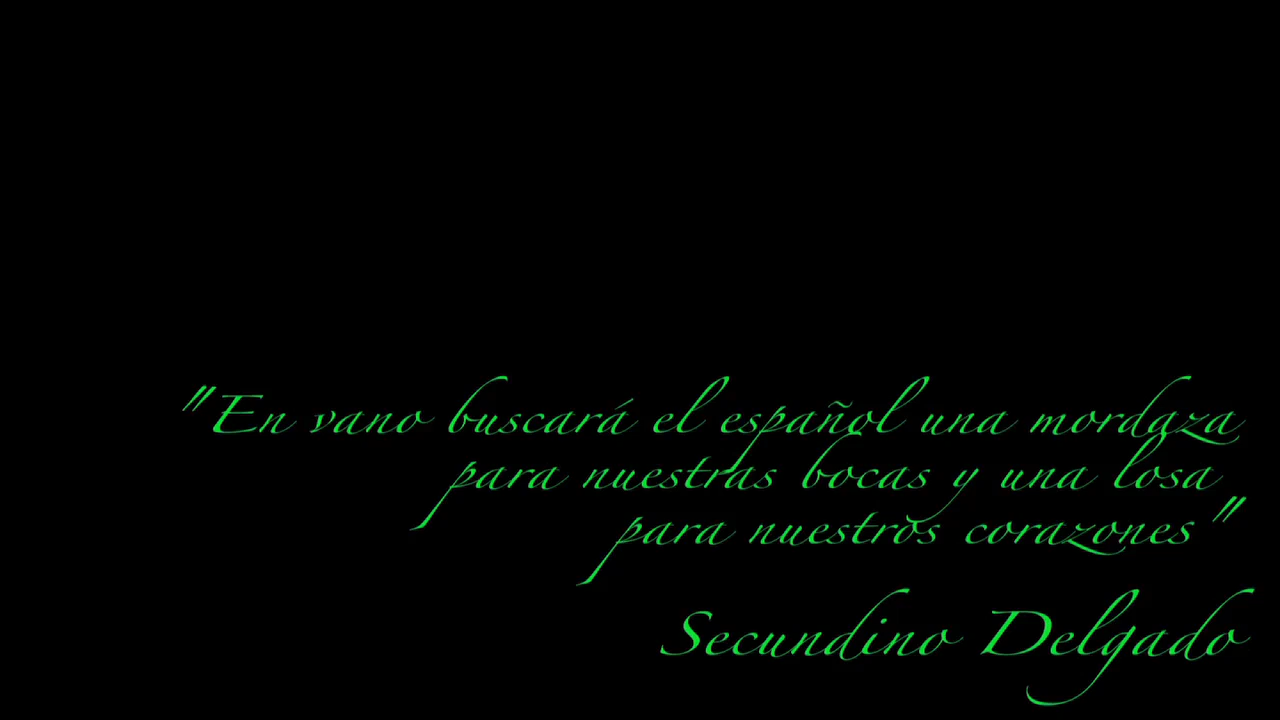 "En vano buscará el español una mordaza
para nuestras bocas y una losa
para nuestros corazones"
Secundino Delgado